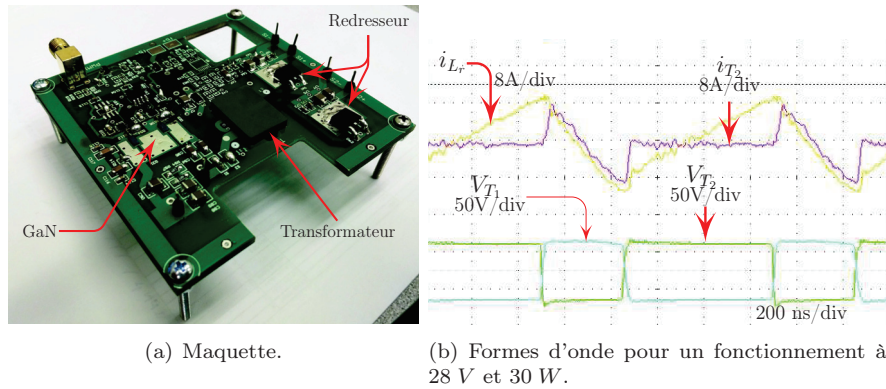 Redresseur
GaN
Transformateur
(a) Maquette.
i_{L_r}
8A/div
i_{T_2}
8A/div
V_{T_1}
50V/div
V_{T_2}
50V/div
200 ns/div
(b) Formes d'onde pour un fonctionnement à
28 V et 30 W.